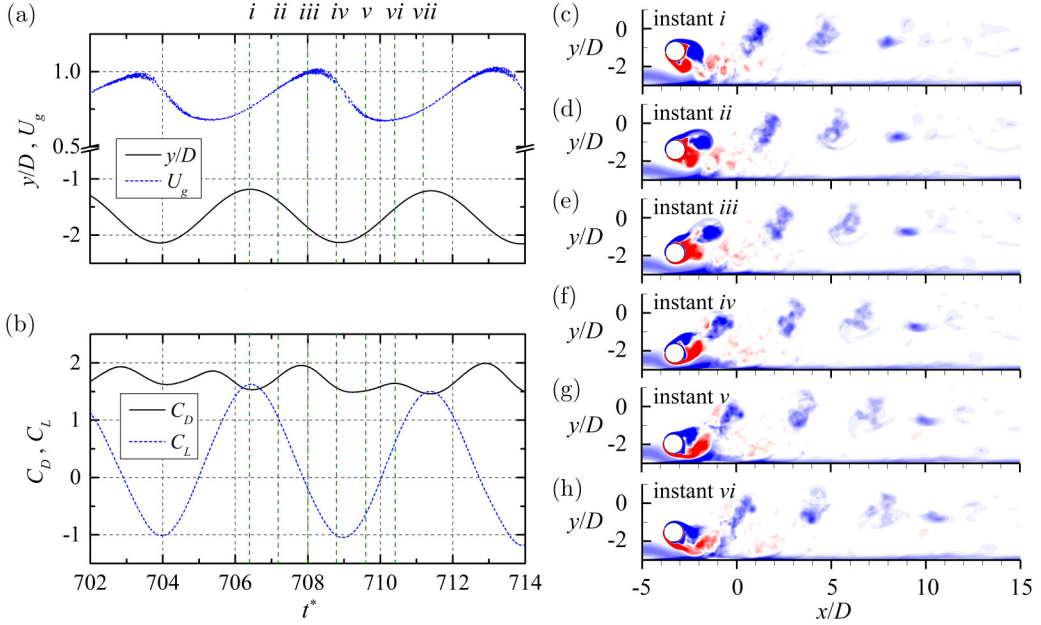 (a)
i ii iii iv v vi vii
1.0
0.5
-1
-2
y/D , U_g
y/D
U_g
(b)
2
1
0
-1
C_D , C_L
C_D
C_L
702 704 706 708 710 712 714
t*
(c)
instant i
y/D
0
-2
(d)
instant ii
y/D
0
-2
(e)
instant iii
y/D
0
-2
(f)
instant iv
y/D
0
-2
(g)
instant v
y/D
0
-2
(h)
instant vi
y/D
0
-2
-5 0 5 10 15
x/D